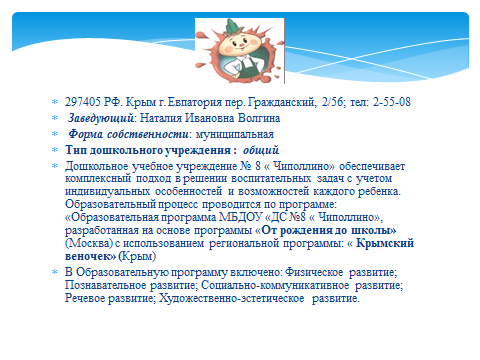 297405 РФ. Крым г. Евпатория пер. Гражданский, 2/56; тел: 2-55-08
Заведующий: Наталия Ивановна Волгина
Форма собственности: муниципальная
Тип дошкольного учреждения : общий
Дошкольное учебное учреждение № 8 « Чиполлино» обеспечивает
комплексный подход в решении воспитательных задач с учетом
индивидуальных особенностей и возможностей каждого ребенка.
Образовательный процесс проводится по программе:
«Образовательная программа МБДОУ «ДС №8 « Чиполлино»,
разработанная на основе программы «От рождения до школы»
(Москва) с использованием региональной программы: « Крымский
веночек» (Крым)
В Образовательную программу включено: Физическое развитие;
Познавательное развитие; Социально-коммуникативное развитие;
Речевое развитие; Художественно-эстетическое развитие.